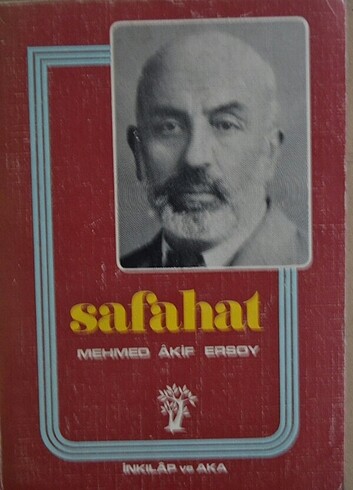 safahat
MEHMED ÂKİF ERSOY
İNKILÂP ve AKA